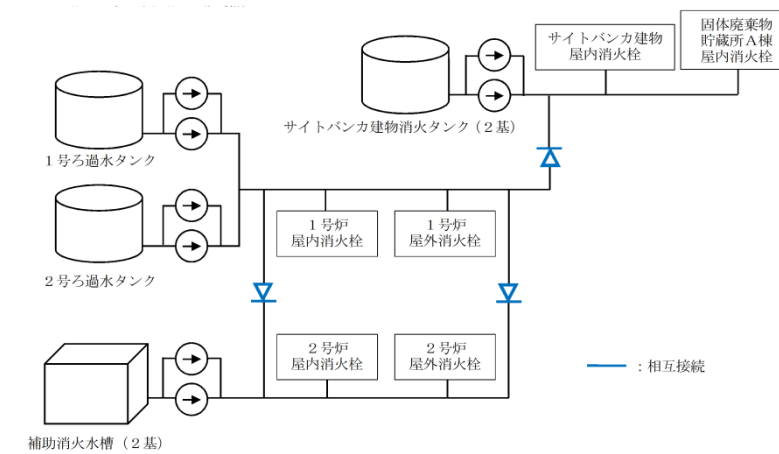 サイトバンカ建物
屋内消火栓
固体廃棄物
貯蔵所A棟
屋内消火栓
サイトバンカ建物消火タンク(2基)
1号ろ過水タンク
1号炉
屋内消火栓
1号炉
屋外消火栓
2号ろ過水タンク
2号炉
屋内消火栓
2号炉
屋外消火栓
:相互接続
補助消火水槽(2基)